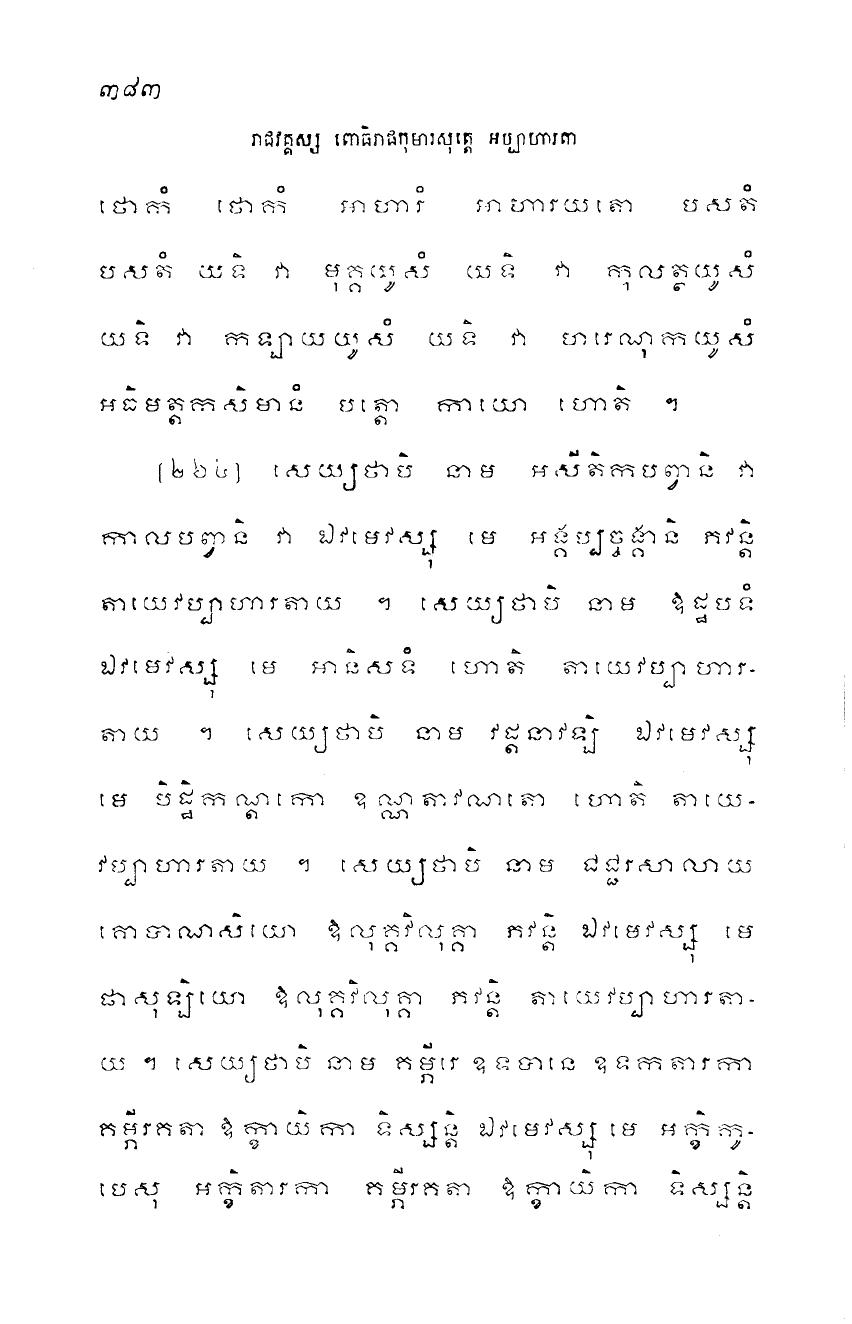 ៣៨៣
រាជវគ្គស្ស ពោធិរាជកុមារសុត្តេ អប្បាហារតា
ថោកំ ថោកំ អាហារំ អាហារយតោ បសតំ
បសតំ យទិ វា មុគ្គយូសំ យទិ វា កុលត្ថយូសំ
យទិ វា កឡាយយូសំ យទិ វា ហរេណុកយូសំ
អធិមត្តកសិមានំ បត្តោ កាយោ ហោតិ ។
[២៦៤] សេយ្យថាបិ នាម អសីតិកបញ្វានិ វា
កាលបញ្វានិ វា ឯវមេវស្សុ មេ អង្គប្បច្ចង្គានិ ភវន្តិ
តាយេវប្បាហារតាយ ។ សេយ្យថាបិ នាម ឱដ្ឋបទំ
ឯវមេវស្សុ មេ អានិសទំ ហោតិ តាយេវប្បាហារ-
តាយ ។ សេយ្យថាបិ នាម វដ្ដនាវឡិ ឯវមេវស្សុ
មេ បិដ្ឋិកណ្ដកោ ឧណ្ណតាវណតោ ហោតិ តាយេ-
វប្បាហារតាយ ។ សេយ្យថាបិ នាម ជជ្ជរសាលាយ
គោបាណសិយោ ឱលុគ្គវិលុគ្គា ភវន្តិ ឯវមេវស្សុ មេ
ផាសុឡិយោ ឱលុគ្គវិលុគ្គា ភវន្តិ តាយេវប្បាហារតា-
យ ។ សេយ្យថាបិ នាម គម្ភីរេ ឧទបានេ ឧទកតារកា
គម្ភីរគតា ឱក្ខាយិកា ទិស្សន្តិ ឯវមេវស្សុ មេ អក្ខិកូ-
បេសុ អក្ខិតារកា គម្ភីរគតា ឱក្ខាយិកា ទិស្សន្តិ